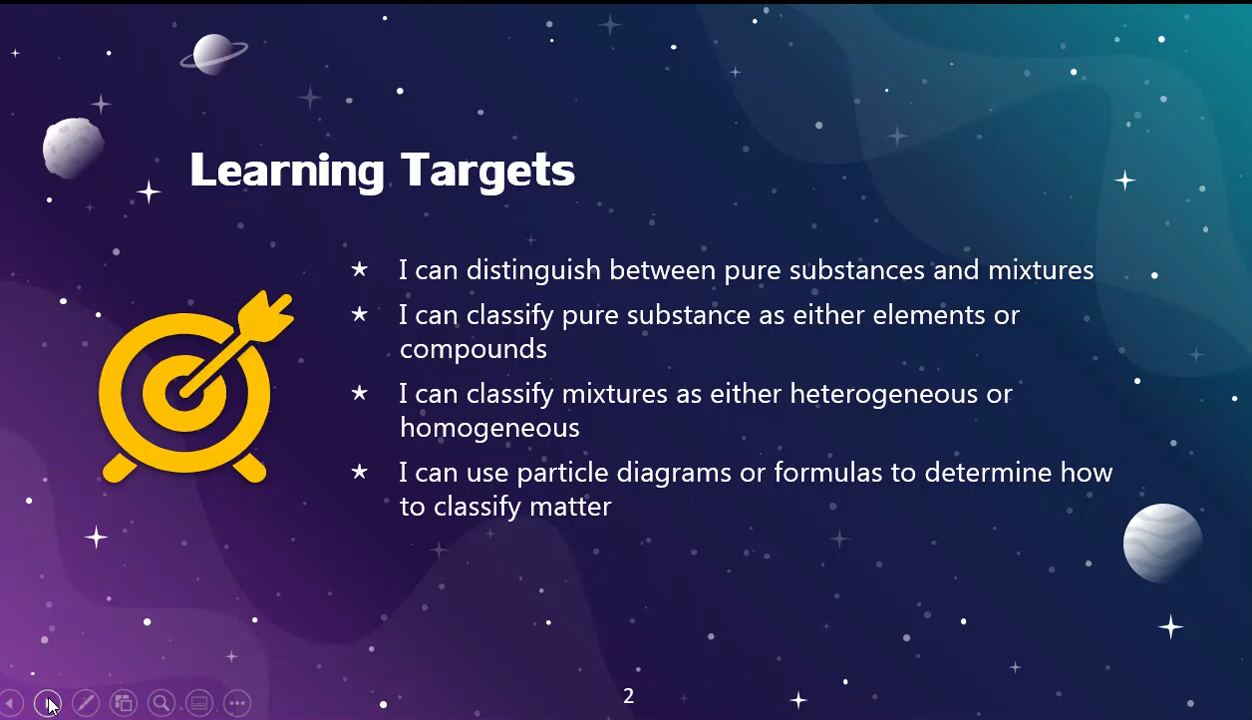 Learning Targets
I can distinguish between pure substances and mixtures
I can classify pure substance as either elements or
compounds
I can classify mixtures as either heterogeneous or
homogeneous
I can use particle diagrams or formulas to determine how
to classify matter
2